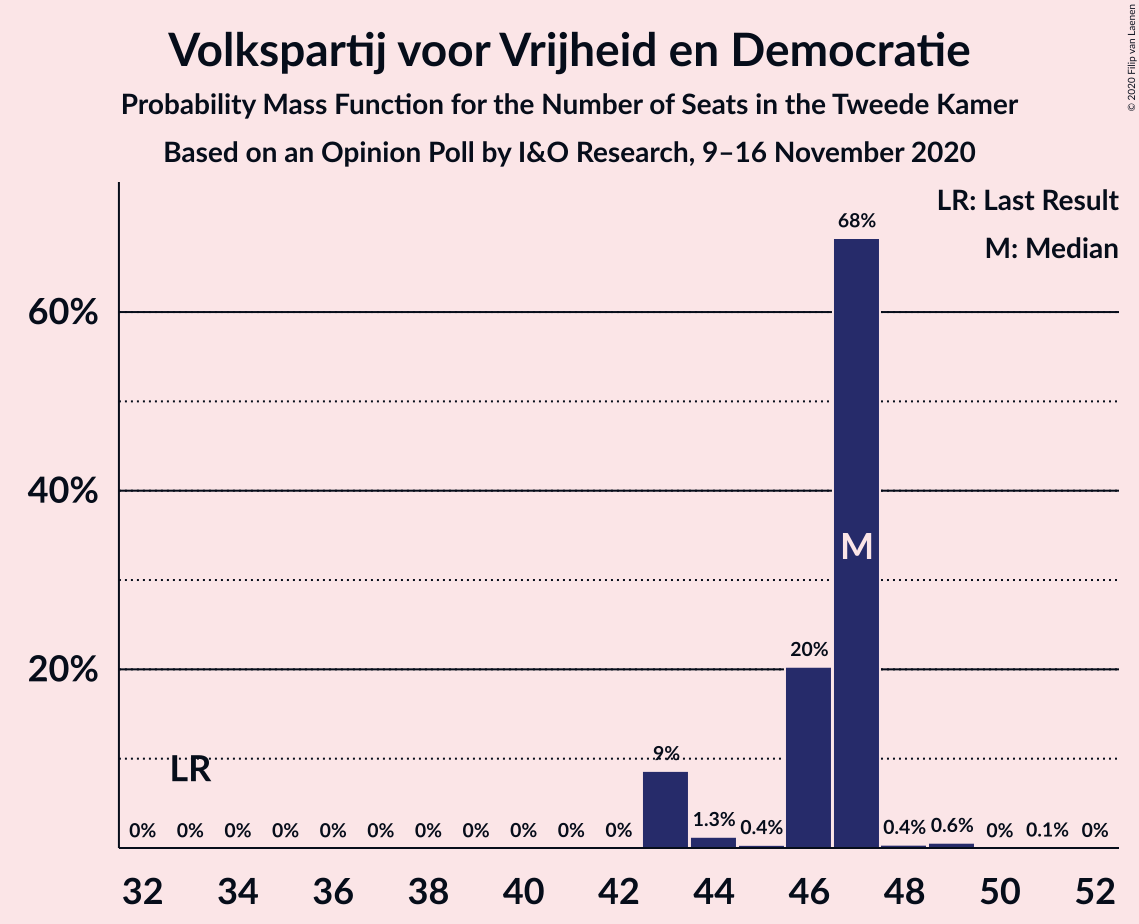 Volkspartij voor Vrijheid en Democratie
Probability Mass Function for the Number of Seats in the Tweede Kamer
Based on an Opinion Poll by I&O Research, 9–16 November 2020
© 2020 Filip van Laenen
LR: Last Result
M: Median
68%
60%
40%
M
20%
20%
9%
LR
0% 0% 0% 0% 0% 0% 0% 0% 0% 0% 0% 1.3% 0.4% 0.4% 0.6% 0% 0.1% 0%
32 34 36 38 40 42 44 46 48 50 52